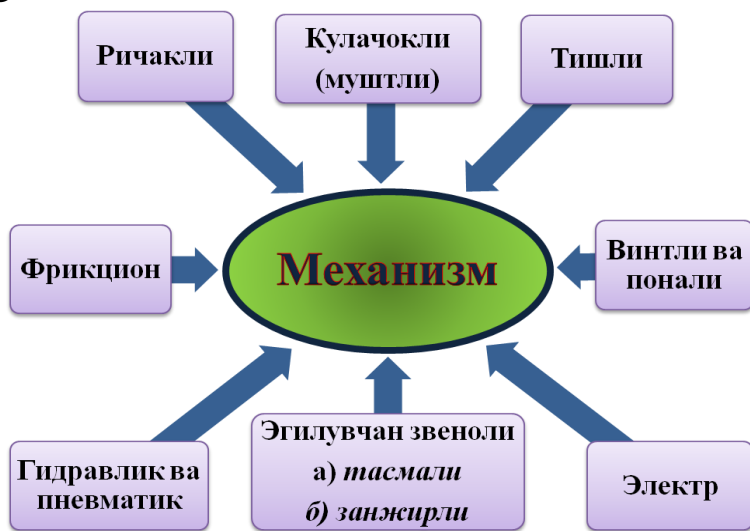 Ричакли
Кулачокли
(муштли)
Тишли
Фрикцион
Механизм
Винтли ва
понали
Гидравлик ва
пневматик
Эгилувчан звеноли
а) тасмали
б) занжирли
Электр